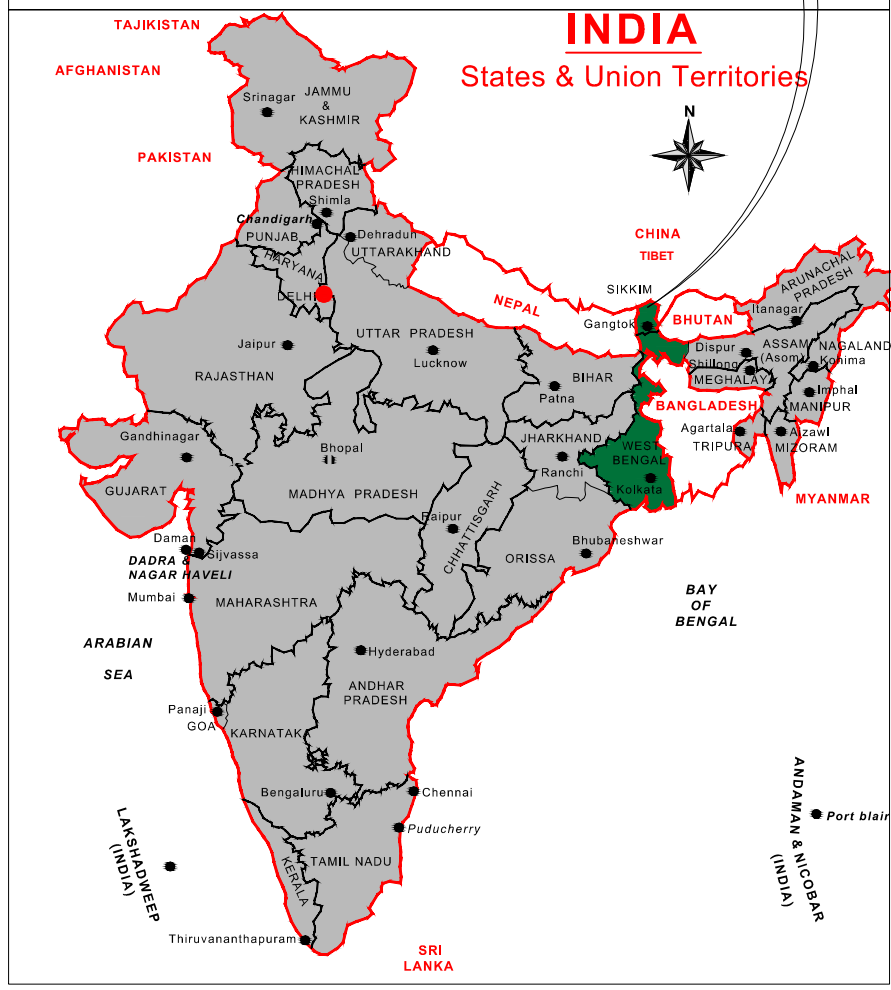 INDIA
States & Union Territories
TAJIKISTAN
AFGHANISTAN
PAKISTAN
N
CHINA
TIBET
Srinagar
JAMMU
&
KASHMIR
HIMACHAL
PRADESH
Shimla
Chandigarh
PUNJAB
Dehradun
UTTARAKHAND
HARYANA
DELHI
NEPAL
SIKKIM
Gangtok
BHUTAN
ARUNACHAL
PRADESH
Itanagar
Dispur
Shillong
ASSAM
(Asom)
NAGALAND
Kohima
MEGHALAY
Imphal
MANIPUR
BANGLADESH
Agartala
TRIPURA
Aizawl
MIZORAM
MYANMAR
Jaipur
RAJASTHAN
UTTAR PRADESH
Lucknow
BIHAR
Patna
Gandhinagar
GUJARAT
Bhopal
MADHYA PRADESH
JHARKHAND
Ranchi
WEST
BENGAL
Kolkata
Raipur
CHHATTISGARH
ORISSA
Bhubaneshwar
Daman
Sijvassa
DADRA &
NAGAR HAVELI
Mumbai
MAHARASHTRA
BAY
OF
BENGAL
ARABIAN
SEA
Hyderabad
ANDHAR
PRADESH
Panaji
GOA
KARNATAKA
Bengaluru
Chennai
Puducherry
TAMIL NADU
KERALA
LAKSHADWEEP
(INDIA)
Thiruvananthapuram
SRI
LANKA
ANDAMAN & NICOBAR
(INDIA)
Port blair